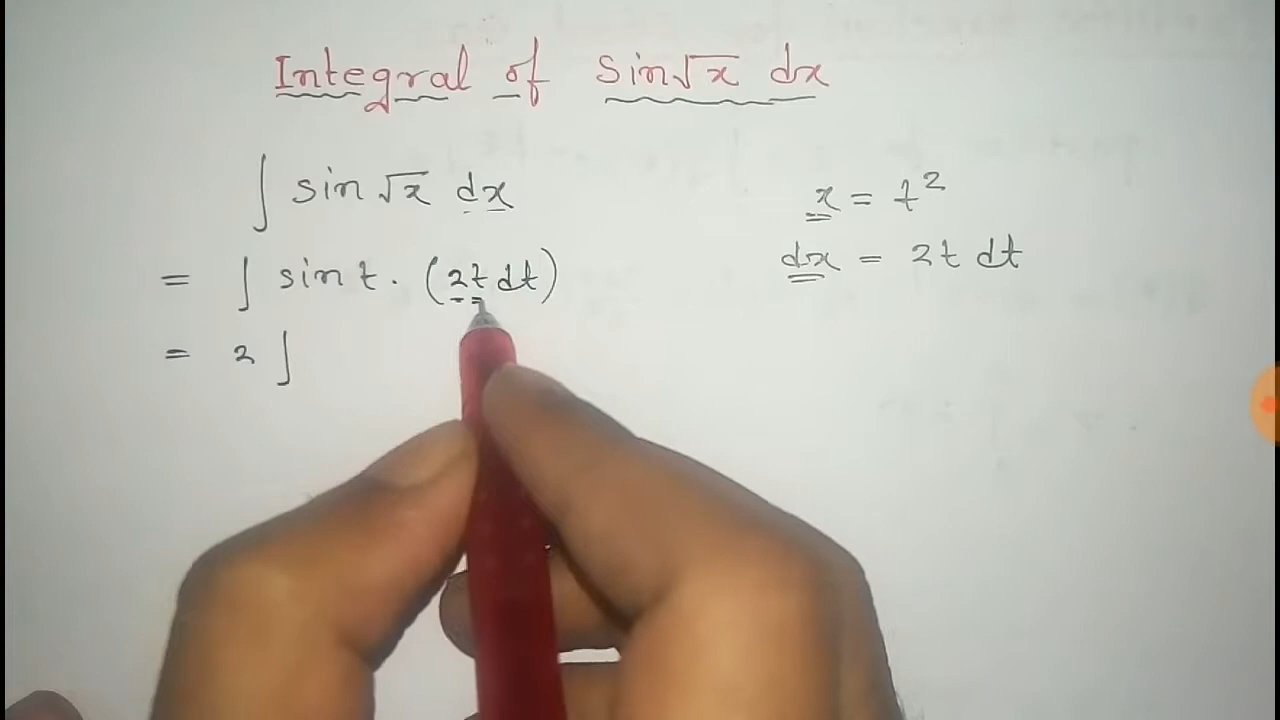 Integral of sin√x dx
∫ sin √x dx
x = t²
= ∫ sin t . (2t dt)
dx = 2t dt
= 2 ∫